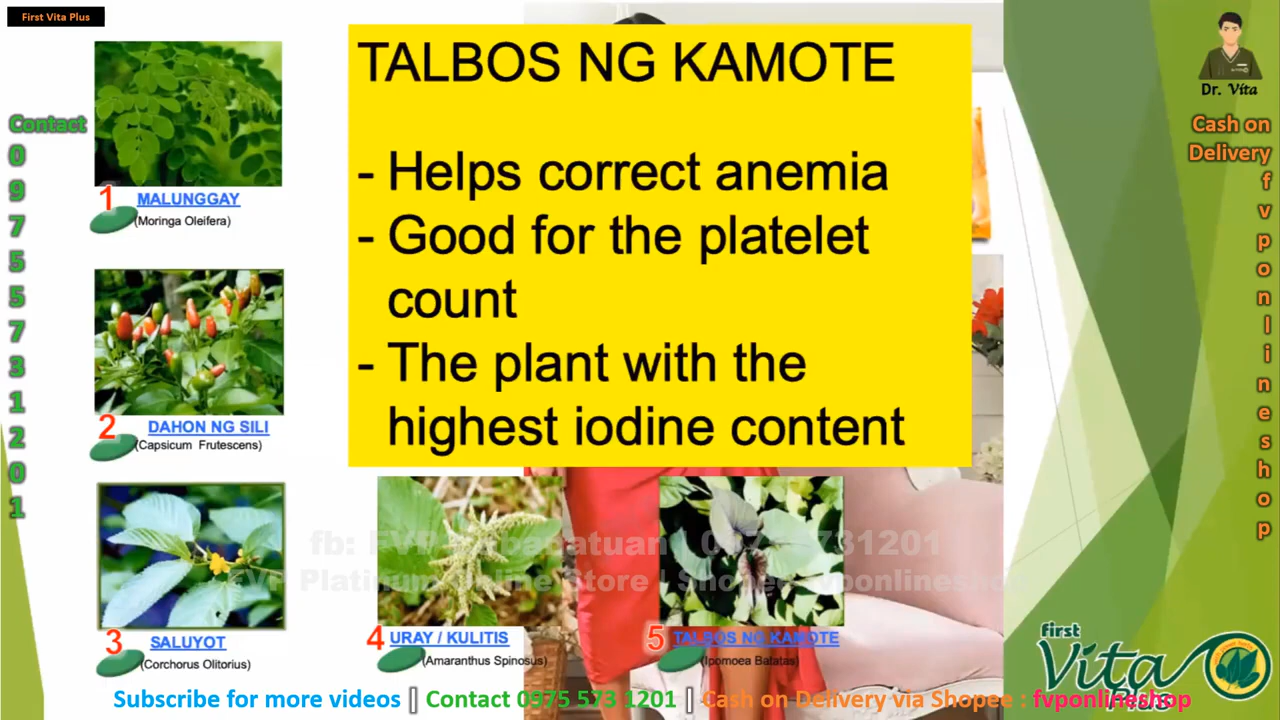 First Vita Plus
TALBOS NG KAMOTE
- Helps correct anemia
- Good for the platelet
count
- The plant with the
highest iodine content
Dr. Vita
Contact
0
9
7
5
5
7
3
1
2
0
1
Cash on
Delivery
f
v
p
o
n
l
i
n
e
s
h
o
p
1 MALUNGGAY
(Moringa Oleifera)
2 DAHON NG SILI
(Capsicum Frutescens)
3 SALUYOT
(Corchorus Olitorius)
4 URAY / KULITIS
(Amaranthus Spinosus)
5 TALBOS NG KAMOTE
(Ipomoea Batatas)
first
Vita
Plus
Subscribe for more videos | Contact 0975 573 1201 | Cash on Delivery via Shopee : fvponlineshop